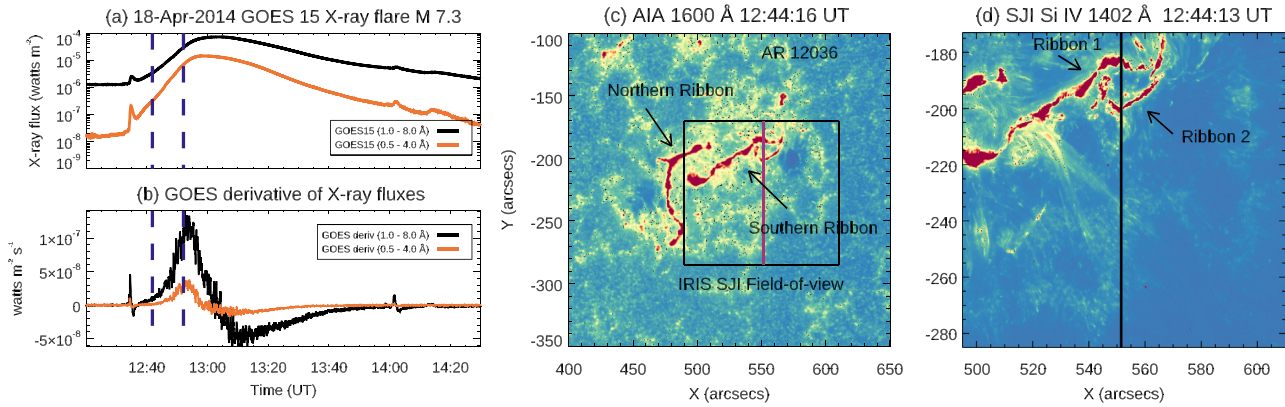 (a) 18-Apr-2014 GOES 15 X-ray flare M 7.3
X-ray flux (watts m⁻²)
10⁻⁴
10⁻⁵
10⁻⁶
10⁻⁷
10⁻⁸
10⁻⁹
GOES15 (1.0 - 8.0 Å)
GOES15 (0.5 - 4.0 Å)
(b) GOES derivative of X-ray fluxes
watts m⁻² s⁻¹
1×10⁻⁷
5×10⁻⁸
0
-5×10⁻⁸
GOES deriv (1.0 - 8.0 Å)
GOES deriv (0.5 - 4.0 Å)
12:40 13:00 13:20 13:40 14:00 14:20
Time (UT)
(c) AIA 1600 Å 12:44:16 UT
Y (arcsecs)
-100
-150
-200
-250
-300
-350
AR 12036
Northern Ribbon
Southern Ribbon
IRIS SJI Field-of-view
400 450 500 550 600 650
X (arcsecs)
(d) SJI Si IV 1402 Å 12:44:13 UT
-180
-200
-220
-240
-260
-280
Ribbon 1
Ribbon 2
500 520 540 560 580 600
X (arcsecs)